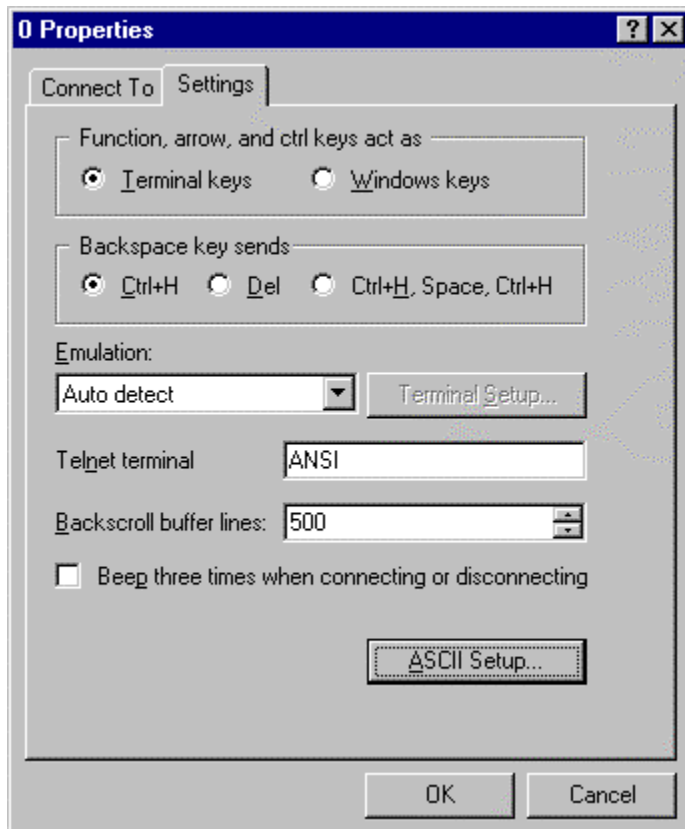 0 Properties
Connect To Settings
Function, arrow, and ctrl keys act as
Terminal keys Windows keys
Backspace key sends
Ctrl+H Del Ctrl+H, Space, Ctrl+H
Emulation:
Auto detect Terminal Setup...
Telnet terminal ANSI
Backscroll buffer lines: 500
Beep three times when connecting or disconnecting
ASCII Setup...
OK Cancel